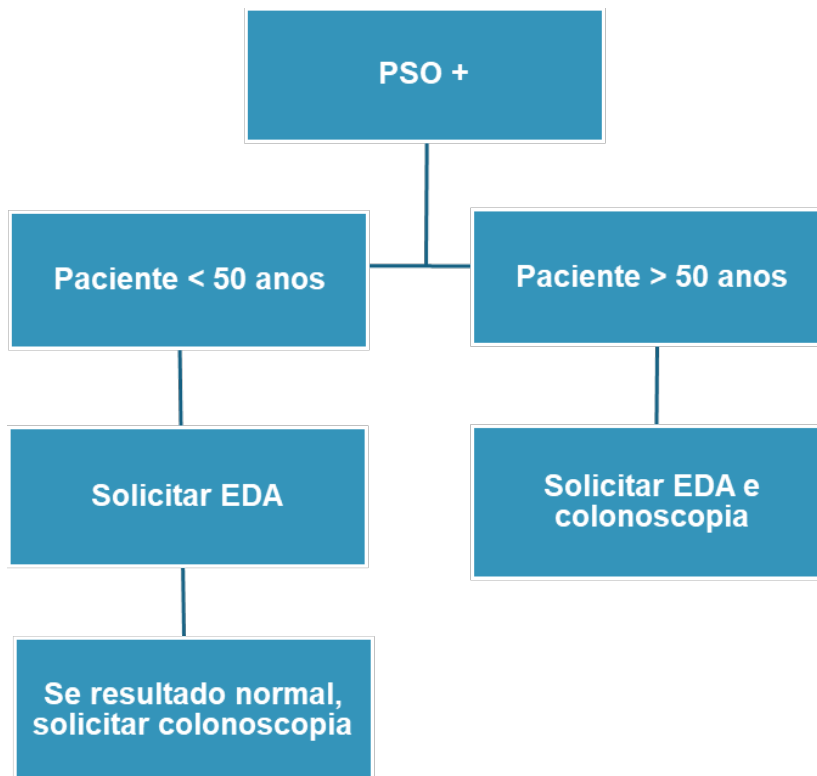 PSO +
Paciente < 50 anos
Paciente > 50 anos
Solicitar EDA
Solicitar EDA e
colonoscopia
Se resultado normal,
solicitar colonoscopia